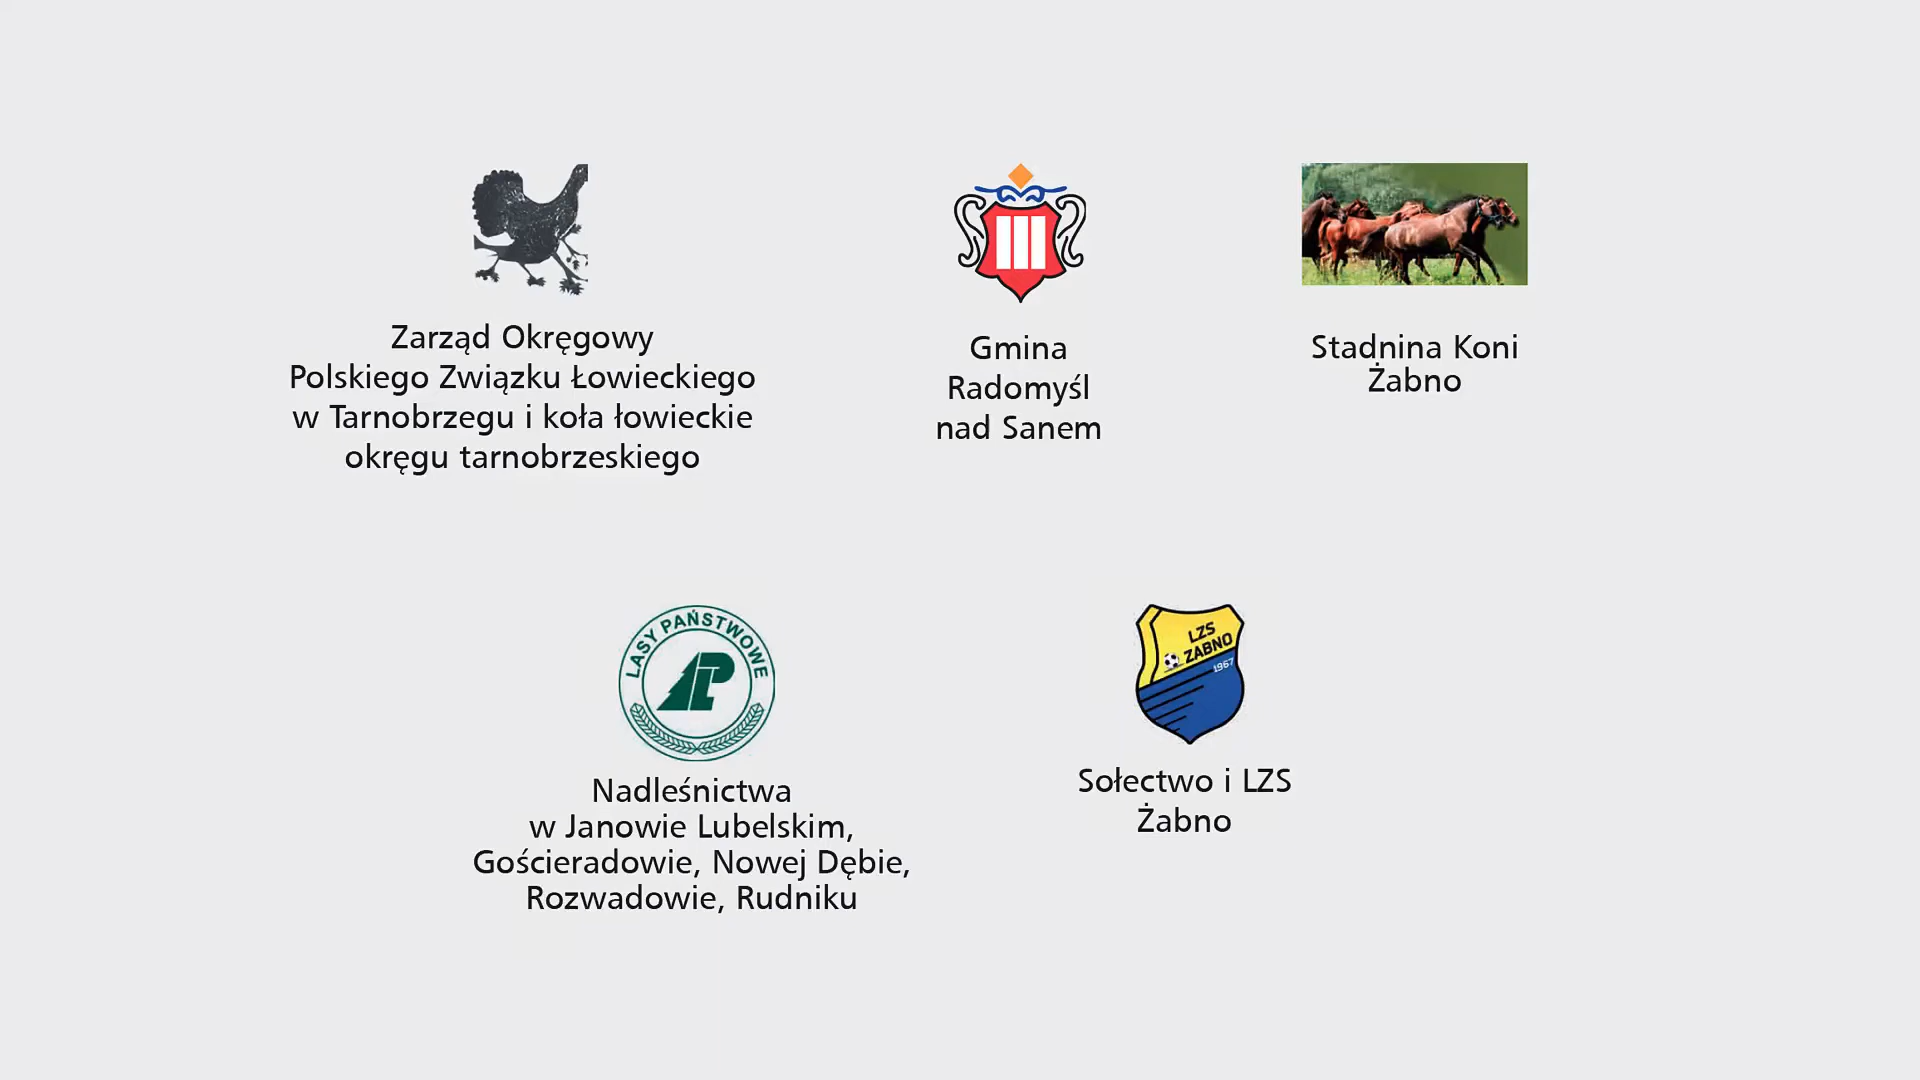 Zarząd Okręgowy
Polskiego Związku Łowieckiego
w Tarnobrzegu i koła łowieckie
okręgu tarnobrzeskiego
Gmina
Radomyśl
nad Sanem
Stadnina Koni
Żabno
LASY PAŃSTWOWE
LP
Nadleśnictwa
w Janowie Lubelskim,
Gościeradowie, Nowej Dębie,
Rozwadowie, Rudniku
LZS
ŻABNO
1967
Sołectwo i LZS
Żabno